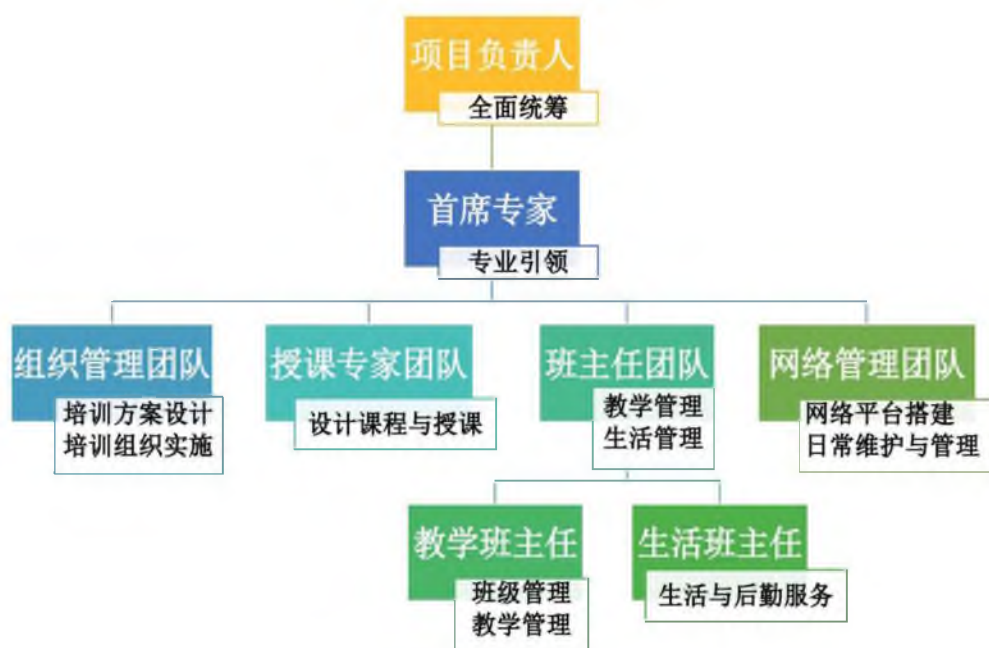 项目负责人
全面统筹
首席专家
专业引领
组织管理团队
培训方案设计
培训组织实施
授课专家团队
设计课程与授课
班主任团队
教学管理
生活管理
网络管理团队
网络平台搭建
日常维护与管理
教学班主任
班级管理
教学管理
生活班主任
生活与后勤服务